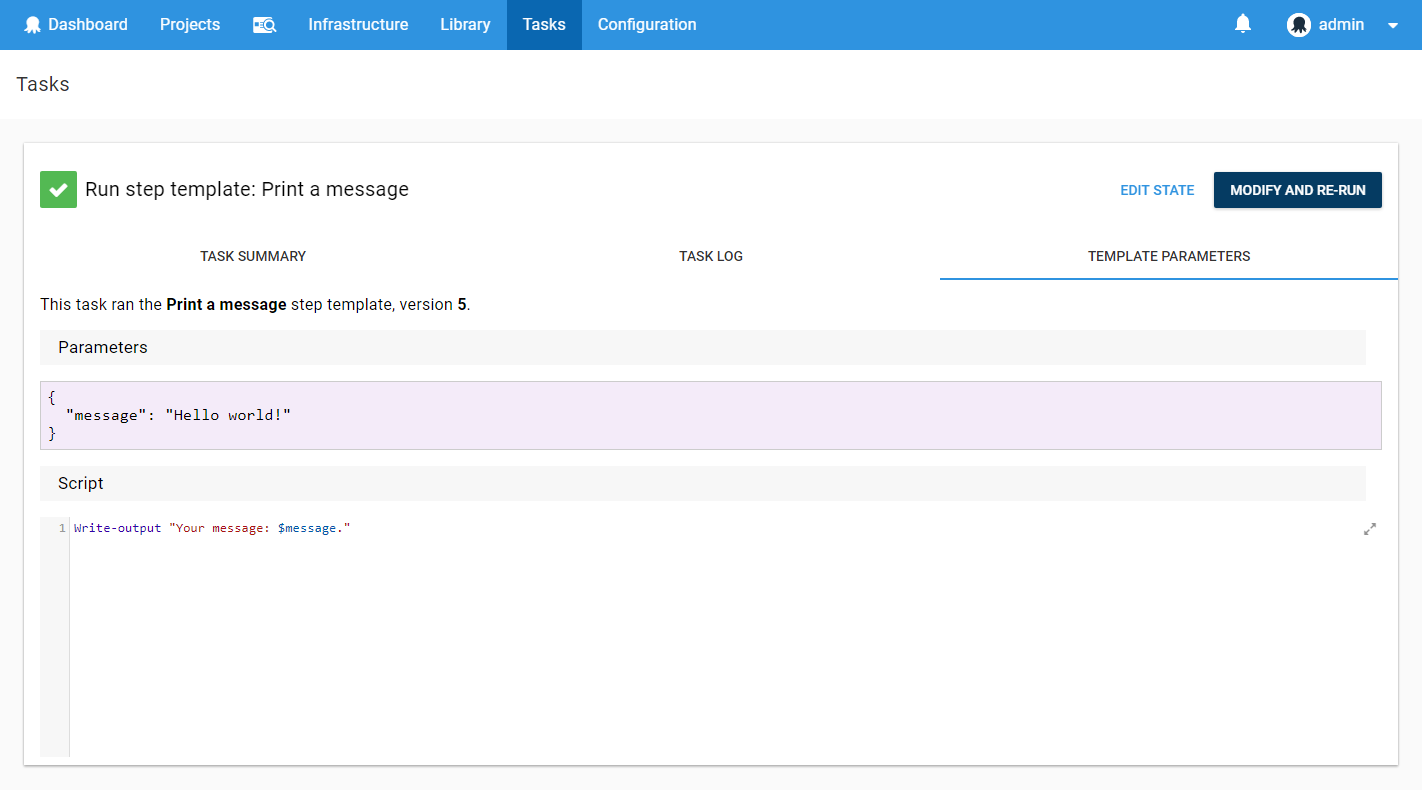 Dashboard Projects Infrastructure Library Tasks Configuration admin
Tasks
Run step template: Print a message EDIT STATE MODIFY AND RE-RUN
TASK SUMMARY TASK LOG TEMPLATE PARAMETERS
This task ran the Print a message step template, version 5.
Parameters
{
  "message": "Hello world!"
}
Script
1 Write-output "Your message: $message."